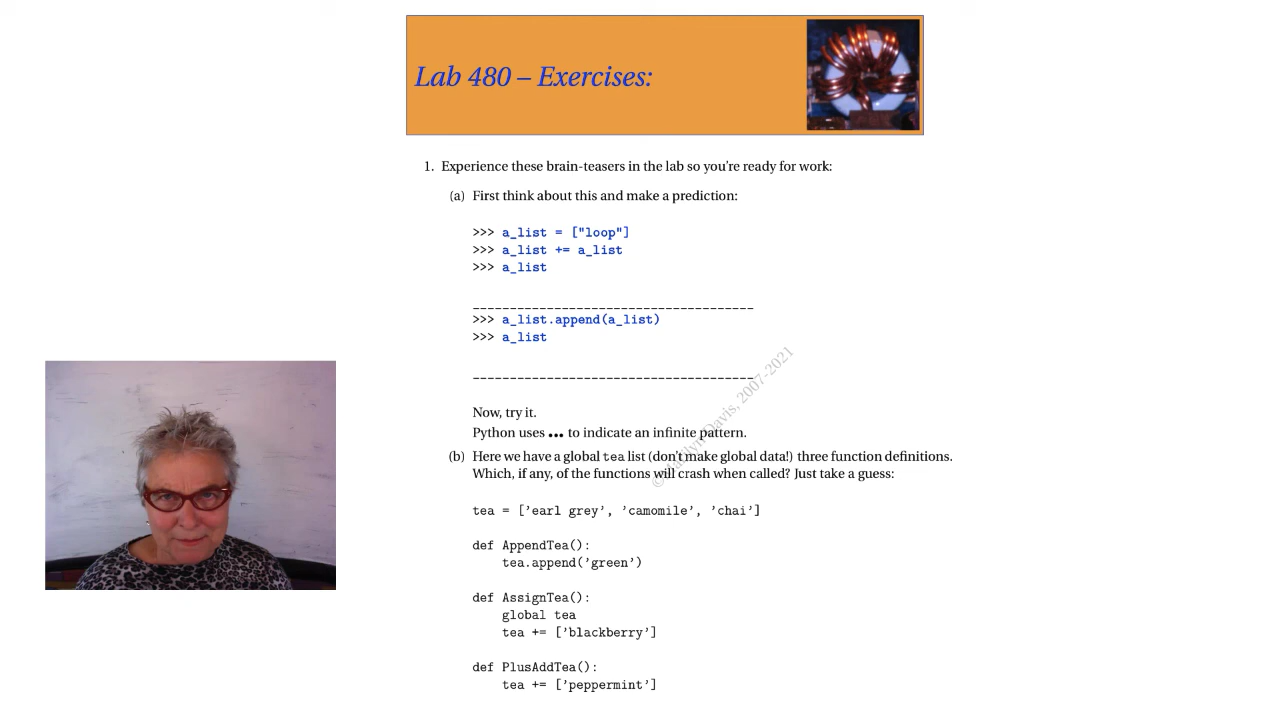 Lab 480 – Exercises:
1. Experience these brain-teasers in the lab so you're ready for work:
(a) First think about this and make a prediction:
>>> a_list = ["loop"]
>>> a_list += a_list
>>> a_list
--------------------------------------
>>> a_list.append(a_list)
>>> a_list
--------------------------------------
Now, try it.
Python uses ... to indicate an infinite pattern.
(b) Here we have a global tea list (don't make global data!) three function definitions.
Which, if any, of the functions will crash when called? Just take a guess:
tea = ['earl grey', 'camomile', 'chai']
def AppendTea():
    tea.append('green')
def AssignTea():
    global tea
    tea += ['blackberry']
def PlusAddTea():
    tea += ['peppermint']
©Marilyn Davis, 2007-2021